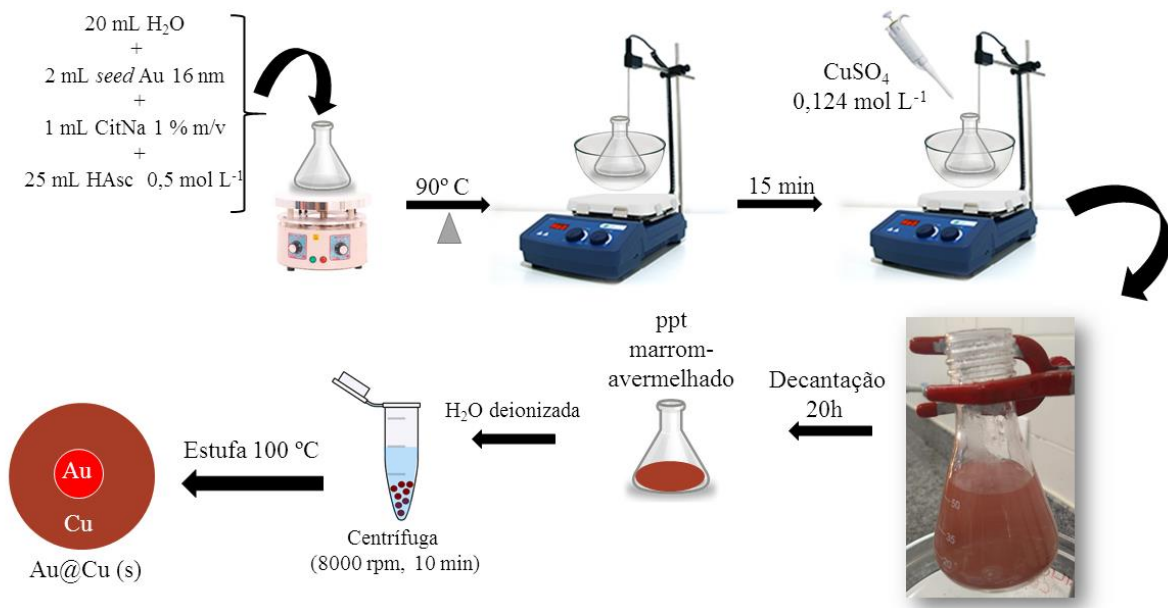 20 mL H₂O
+
2 mL seed Au 16 nm
+
1 mL CitNa 1 % m/v
+
25 mL HAsc 0,5 mol L⁻¹
90º C
15 min
CuSO₄
0,124 mol L⁻¹
Decantação
20h
ppt
marrom-
avermelhado
H₂O deionizada
Centrífuga
(8000 rpm, 10 min)
Estufa 100 ºC
Au
Cu
Au@Cu (s)